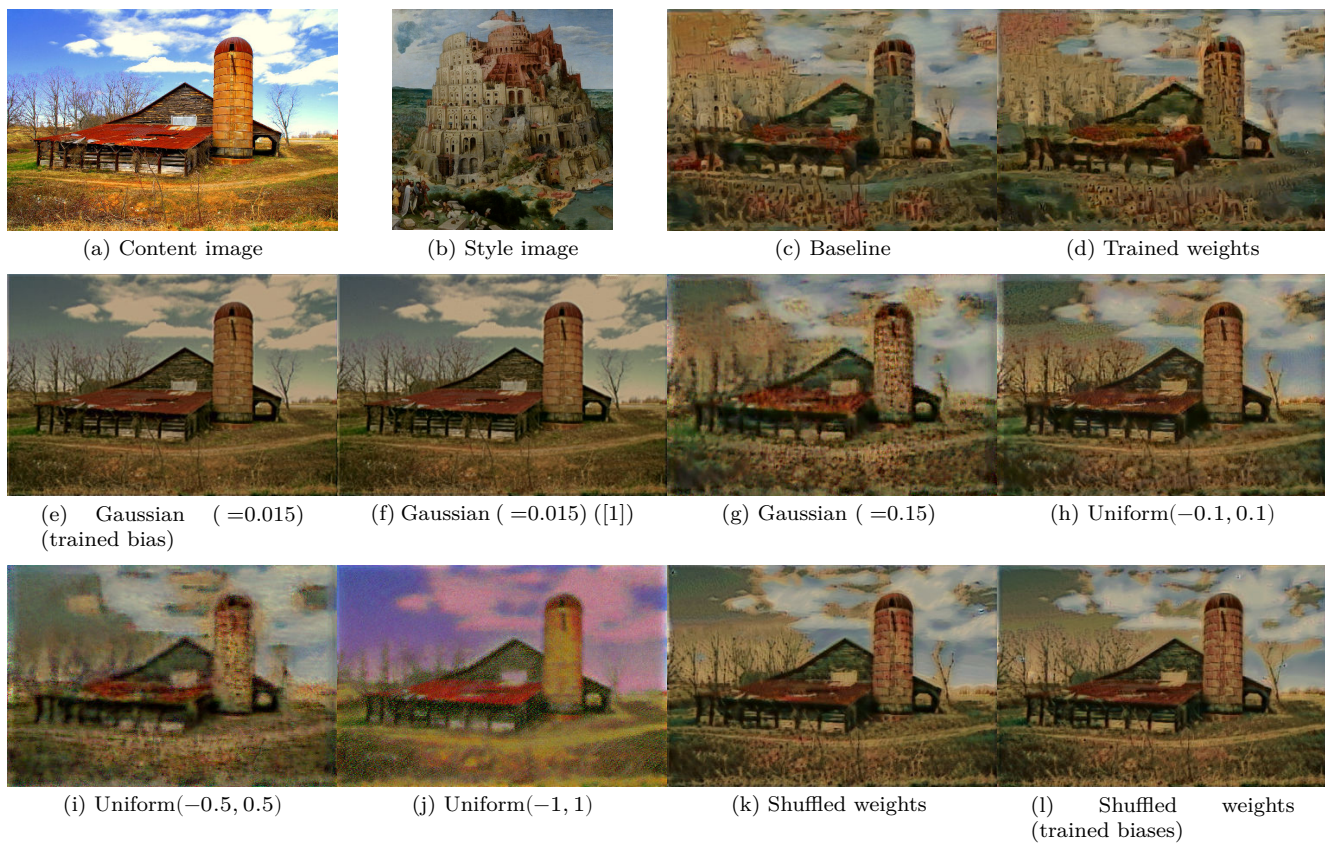 (a) Content image
(b) Style image
(c) Baseline
(d) Trained weights
(e) Gaussian ( =0.015)
(trained bias)
(f) Gaussian ( =0.015) ([1])
(g) Gaussian ( =0.15)
(h) Uniform(−0.1, 0.1)
(i) Uniform(−0.5, 0.5)
(j) Uniform(−1, 1)
(k) Shuffled weights
(l) Shuffled weights
(trained biases)